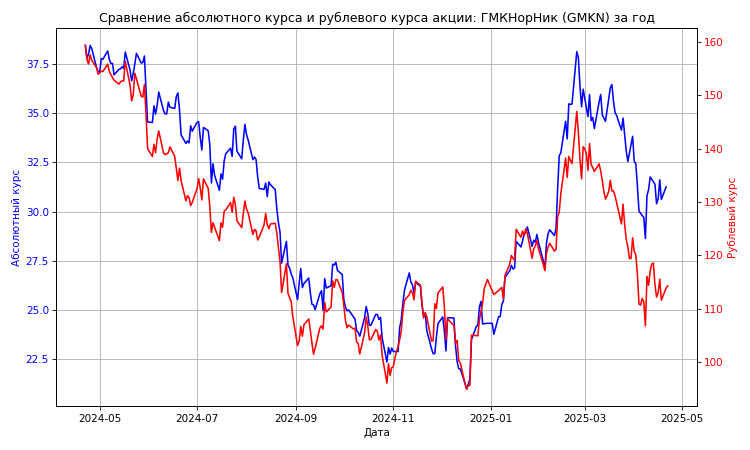 Сравнение абсолютного курса и рублевого курса акции: ГМКНорНик (GMKN) за год
37.5
35.0
32.5
30.0
27.5
25.0
22.5
Абсолютный курс
160
150
140
130
120
110
100
Рублевый курс
2024-05 2024-07 2024-09 2024-11 2025-01 2025-03 2025-05
Дата